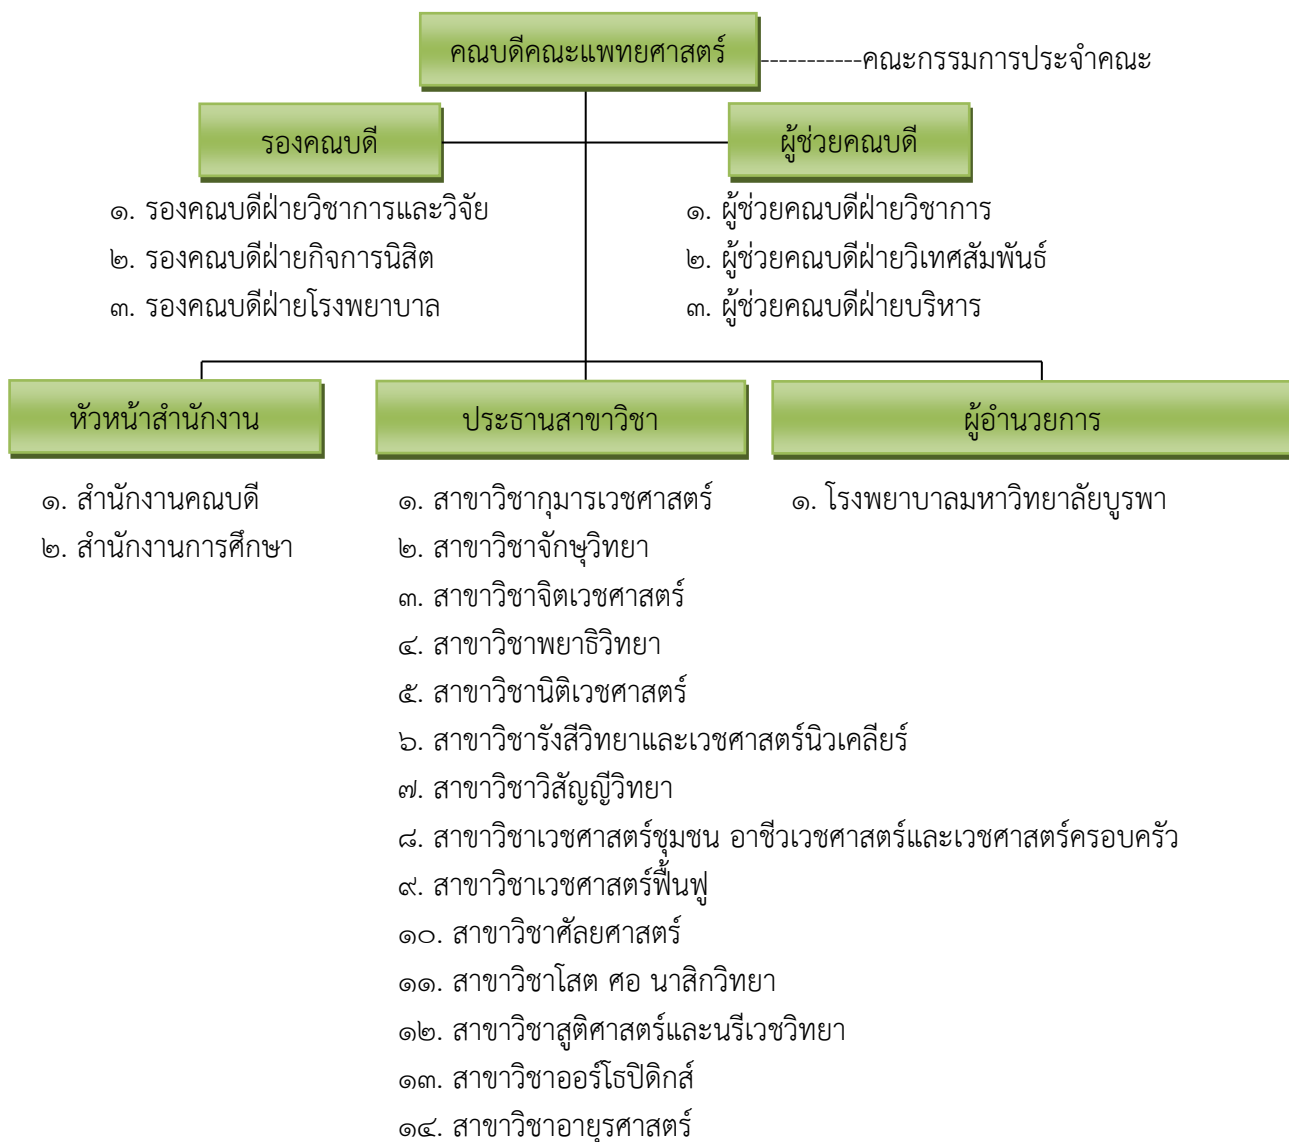 คณบดีคณะแพทยศาสตร์
-----------คณะกรรมการประจำคณะ
รองคณบดี
ผู้ช่วยคณบดี
๑. รองคณบดีฝ่ายวิชาการและวิจัย
๒. รองคณบดีฝ่ายกิจการนิสิต
๓. รองคณบดีฝ่ายโรงพยาบาล
๑. ผู้ช่วยคณบดีฝ่ายวิชาการ
๒. ผู้ช่วยคณบดีฝ่ายวิเทศสัมพันธ์
๓. ผู้ช่วยคณบดีฝ่ายบริหาร
หัวหน้าสำนักงาน
ประธานสาขาวิชา
ผู้อำนวยการ
๑. สำนักงานคณบดี
๒. สำนักงานการศึกษา
๑. สาขาวิชากุมารเวชศาสตร์
๒. สาขาวิชาจักษุวิทยา
๓. สาขาวิชาจิตเวชศาสตร์
๔. สาขาวิชาพยาธิวิทยา
๕. สาขาวิชานิติเวชศาสตร์
๖. สาขาวิชารังสีวิทยาและเวชศาสตร์นิวเคลียร์
๗. สาขาวิชาวิสัญญีวิทยา
๘. สาขาวิชาเวชศาสตร์ชุมชน อาชีวเวชศาสตร์และเวชศาสตร์ครอบครัว
๙. สาขาวิชาเวชศาสตร์ฟื้นฟู
๑๐. สาขาวิชาศัลยศาสตร์
๑๑. สาขาวิชาโสต ศอ นาสิกวิทยา
๑๒. สาขาวิชาสูติศาสตร์และนรีเวชวิทยา
๑๓. สาขาวิชาออร์โธปิดิกส์
๑๔. สาขาวิชาอายุรศาสตร์
๑. โรงพยาบาลมหาวิทยาลัยบูรพา